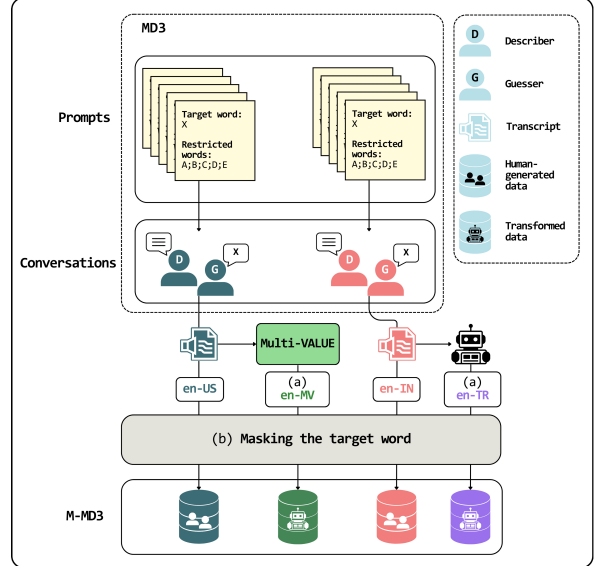 MD3
Prompts
Target word:
X
Restricted
words:
A;B;C;D;E
Target word:
X
Restricted
words:
A;B;C;D;E
D
Describer
G
Guesser
Transcript
Human-
generated
data
Transformed
data
Conversations
D
G
X
D
G
X
Multi-VALUE
en-US
(a)
en-MV
en-IN
(a)
en-TR
(b) Masking the target word
M-MD3